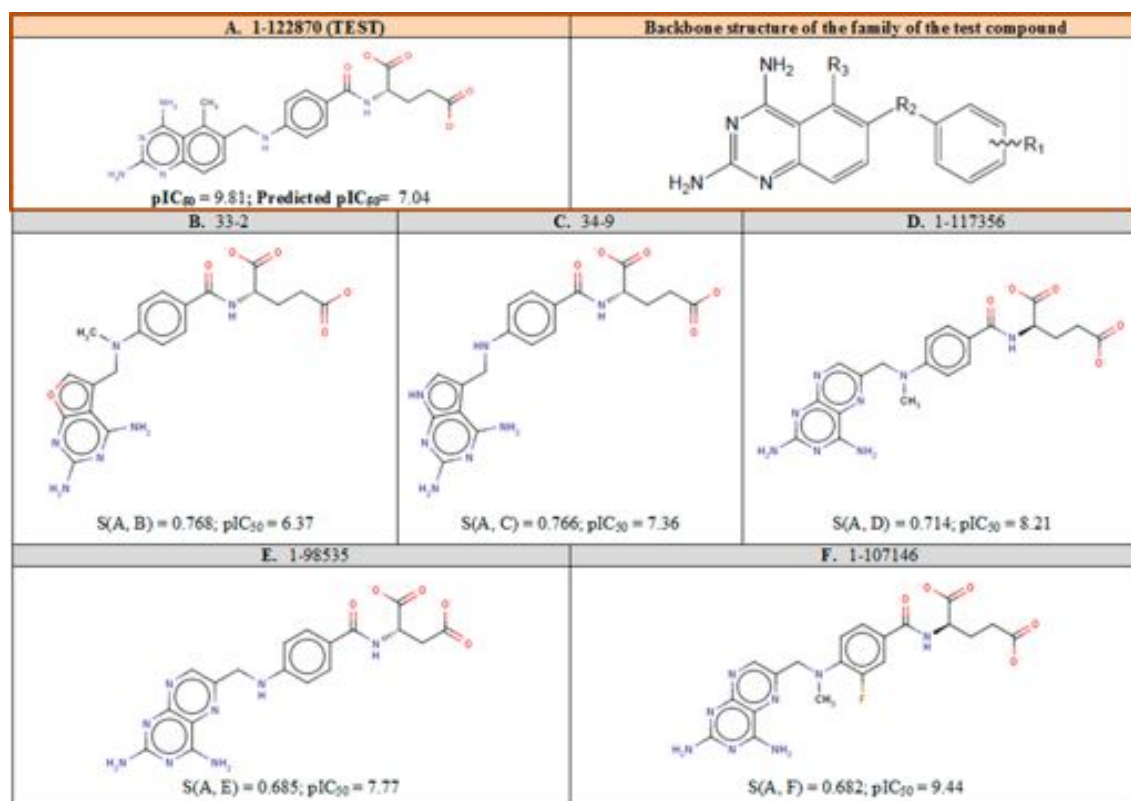 A. 1-122870 (TEST)
Backbone structure of the family of the test compound
O⁻ O
O
CH₃
NH₂
N
H₂N
N
N
H
N
H
O
O⁻
NH₂
R₃
R₂
N
H₂N
N
R₁
pIC₅₀ = 9.81; Predicted pIC₅₀= 7.04
B. 33-2
C. 34-9
D. 1-117356
⁻O O
O
N
H
O⁻
O
H₃C
N
O
N
N
NH₂
H₂N
⁻O O
O
N
H
O⁻
O
HN
HN
N
N
NH₂
H₂N
O⁻ O
O
N
H
O
O⁻
N
CH₃
N
N
N
N
H₂N
NH₂
S(A, B) = 0.768; pIC₅₀ = 6.37
S(A, C) = 0.766; pIC₅₀ = 7.36
S(A, D) = 0.714; pIC₅₀ = 8.21
E. 1-98535
F. 1-107146
O⁻ O
O⁻
O
O
N
H
N
H
N
N
N
N
H₂N
NH₂
O⁻ O
O
N
H
O
O⁻
N
CH₃
F
N
N
N
N
H₂N
NH₂
S(A, E) = 0.685; pIC₅₀ = 7.77
S(A, F) = 0.682; pIC₅₀ = 9.44